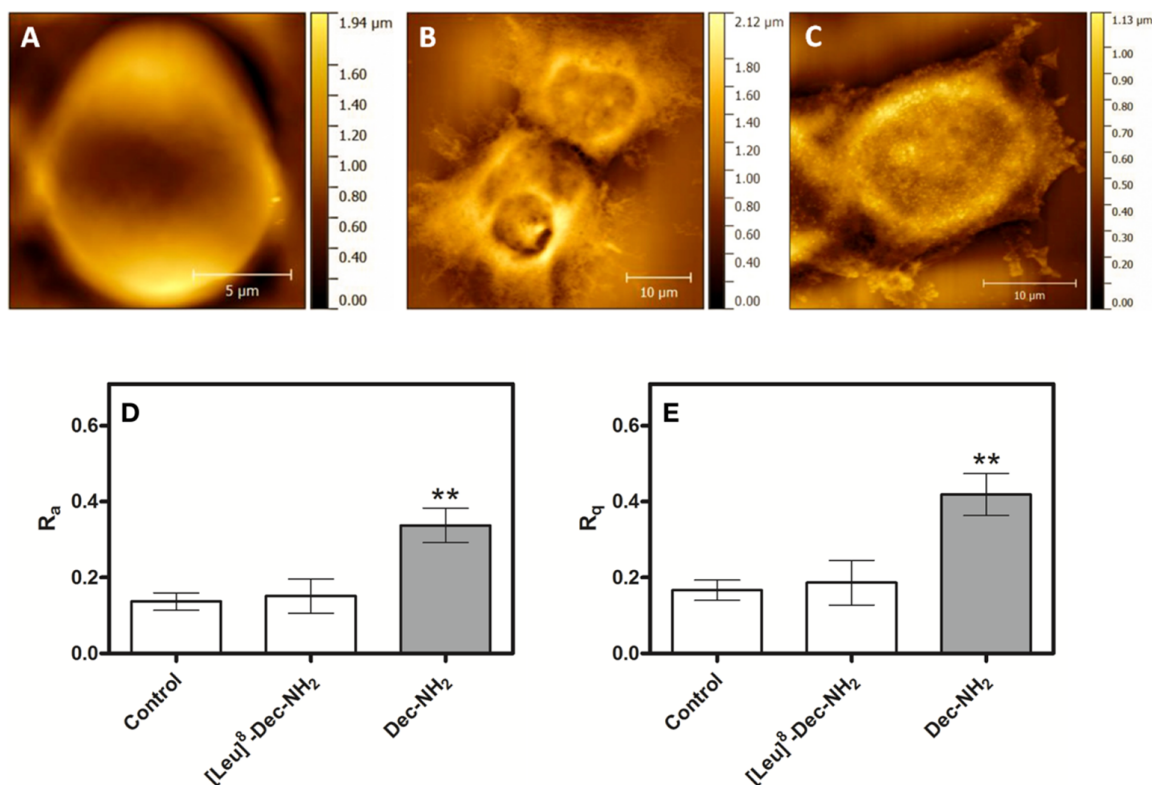 A
1.94 µm
1.60
1.40
1.20
1.00
0.80
0.60
0.40
0.00
5 µm
B
2.12 µm
1.80
1.60
1.40
1.20
1.00
0.80
0.60
0.40
0.00
10 µm
C
1.13 µm
1.00
0.90
0.80
0.70
0.60
0.50
0.40
0.30
0.20
0.10
0.00
10 µm
D
Rₐ
0.6
0.4
0.2
0.0
**
Control
[Leu]⁸-Dec-NH₂
Dec-NH₂
E
R_q
0.6
0.4
0.2
0.0
**
Control
[Leu]⁸-Dec-NH₂
Dec-NH₂